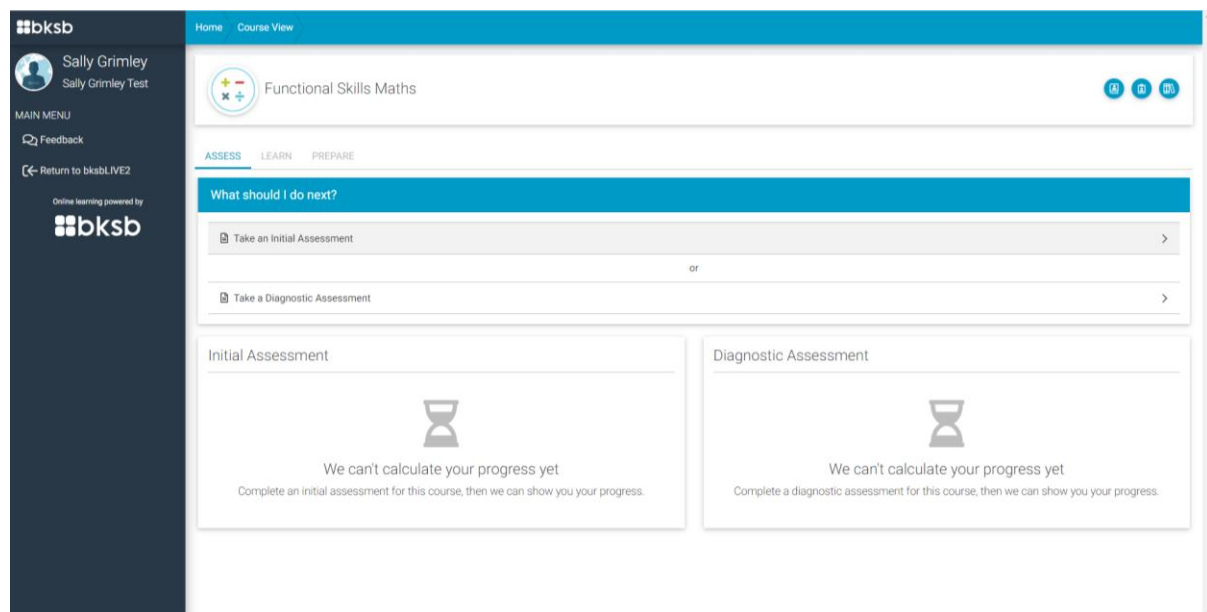 bksb
Home Course View
Sally Grimley
Sally Grimley Test
MAIN MENU
Feedback
Return to bksbLIVE2
Online learning powered by
bksb
Functional Skills Maths
ASSESS LEARN PREPARE
What should I do next?
Take an Initial Assessment
or
Take a Diagnostic Assessment
Initial Assessment
We can't calculate your progress yet
Complete an initial assessment for this course, then we can show you your progress.
Diagnostic Assessment
We can't calculate your progress yet
Complete a diagnostic assessment for this course, then we can show you your progress.